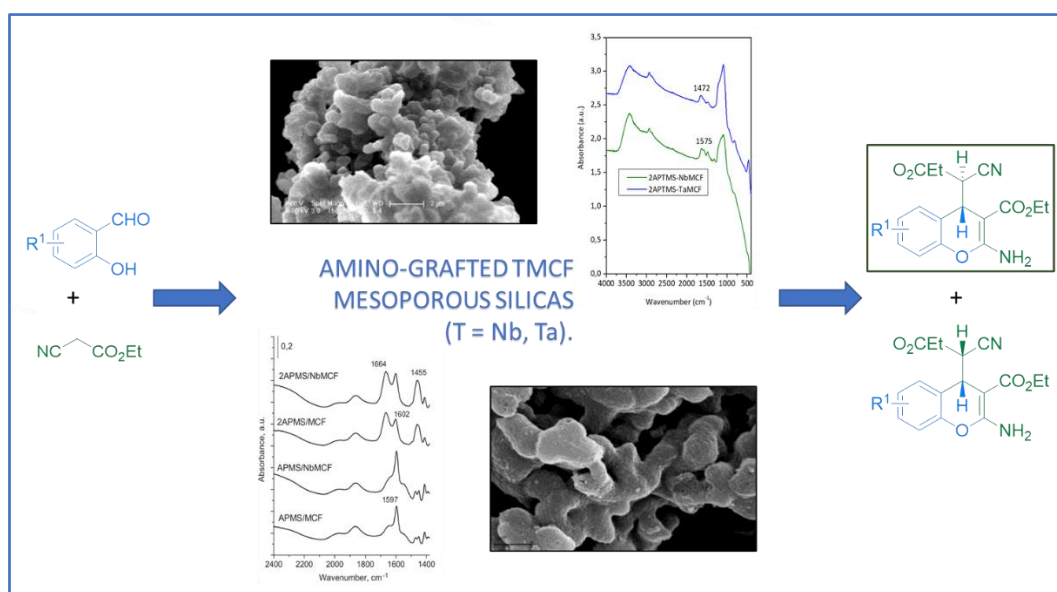 CHO
R¹
OH
+
NC
CO₂Et
2 µm
AMINO-GRAFTED TMCF
MESOPOROUS SILICAS
(T = Nb, Ta).
Absorbance (a.u.)
3,5
3,0
2,5
2,0
1,5
1,0
0,5
0,0
1472
1575
2APTMS-NbMCF
2APTMS-TaMCF
4000 3500 3000 2500 2000 1500 1000 500
Wavenumber (cm⁻¹)
Absorbance, a.u.
0,2
1664
1455
2APMS/NbMCF
1602
2APMS/MCF
APMS/NbMCF
1597
APMS/MCF
2400 2200 2000 1800 1600 1400
Wavenumber, cm⁻¹
H
O₂CEt
CN
CO₂Et
R¹
H
O
NH₂
+
H
O₂CEt
CN
CO₂Et
R¹
H
O
NH₂